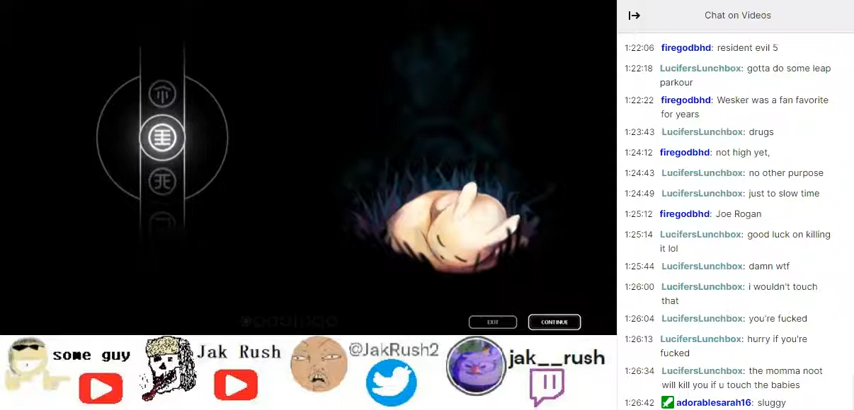 Chat on Videos
1:22:06 firegodbhd: resident evil 5
1:22:18 LucifersLunchbox: gotta do some leap
parkour
1:22:22 firegodbhd: Wesker was a fan favorite
for years
1:23:43 LucifersLunchbox: drugs
1:24:12 firegodbhd: not high yet,
1:24:43 LucifersLunchbox: no other purpose
1:24:49 LucifersLunchbox: just to slow time
1:25:12 firegodbhd: Joe Rogan
1:25:14 LucifersLunchbox: good luck on killing
it lol
1:25:44 LucifersLunchbox: damn wtf
1:26:00 LucifersLunchbox: i wouldn't touch
that
1:26:04 LucifersLunchbox: you're fucked
1:26:13 LucifersLunchbox: hurry if you're
fucked
1:26:34 LucifersLunchbox: the momma noot
will kill you if u touch the babies
1:26:42 adorablesarah16: sluggy
EXIT
CONTINUE
some guy
Jak Rush
@JakRush2
jak__rush